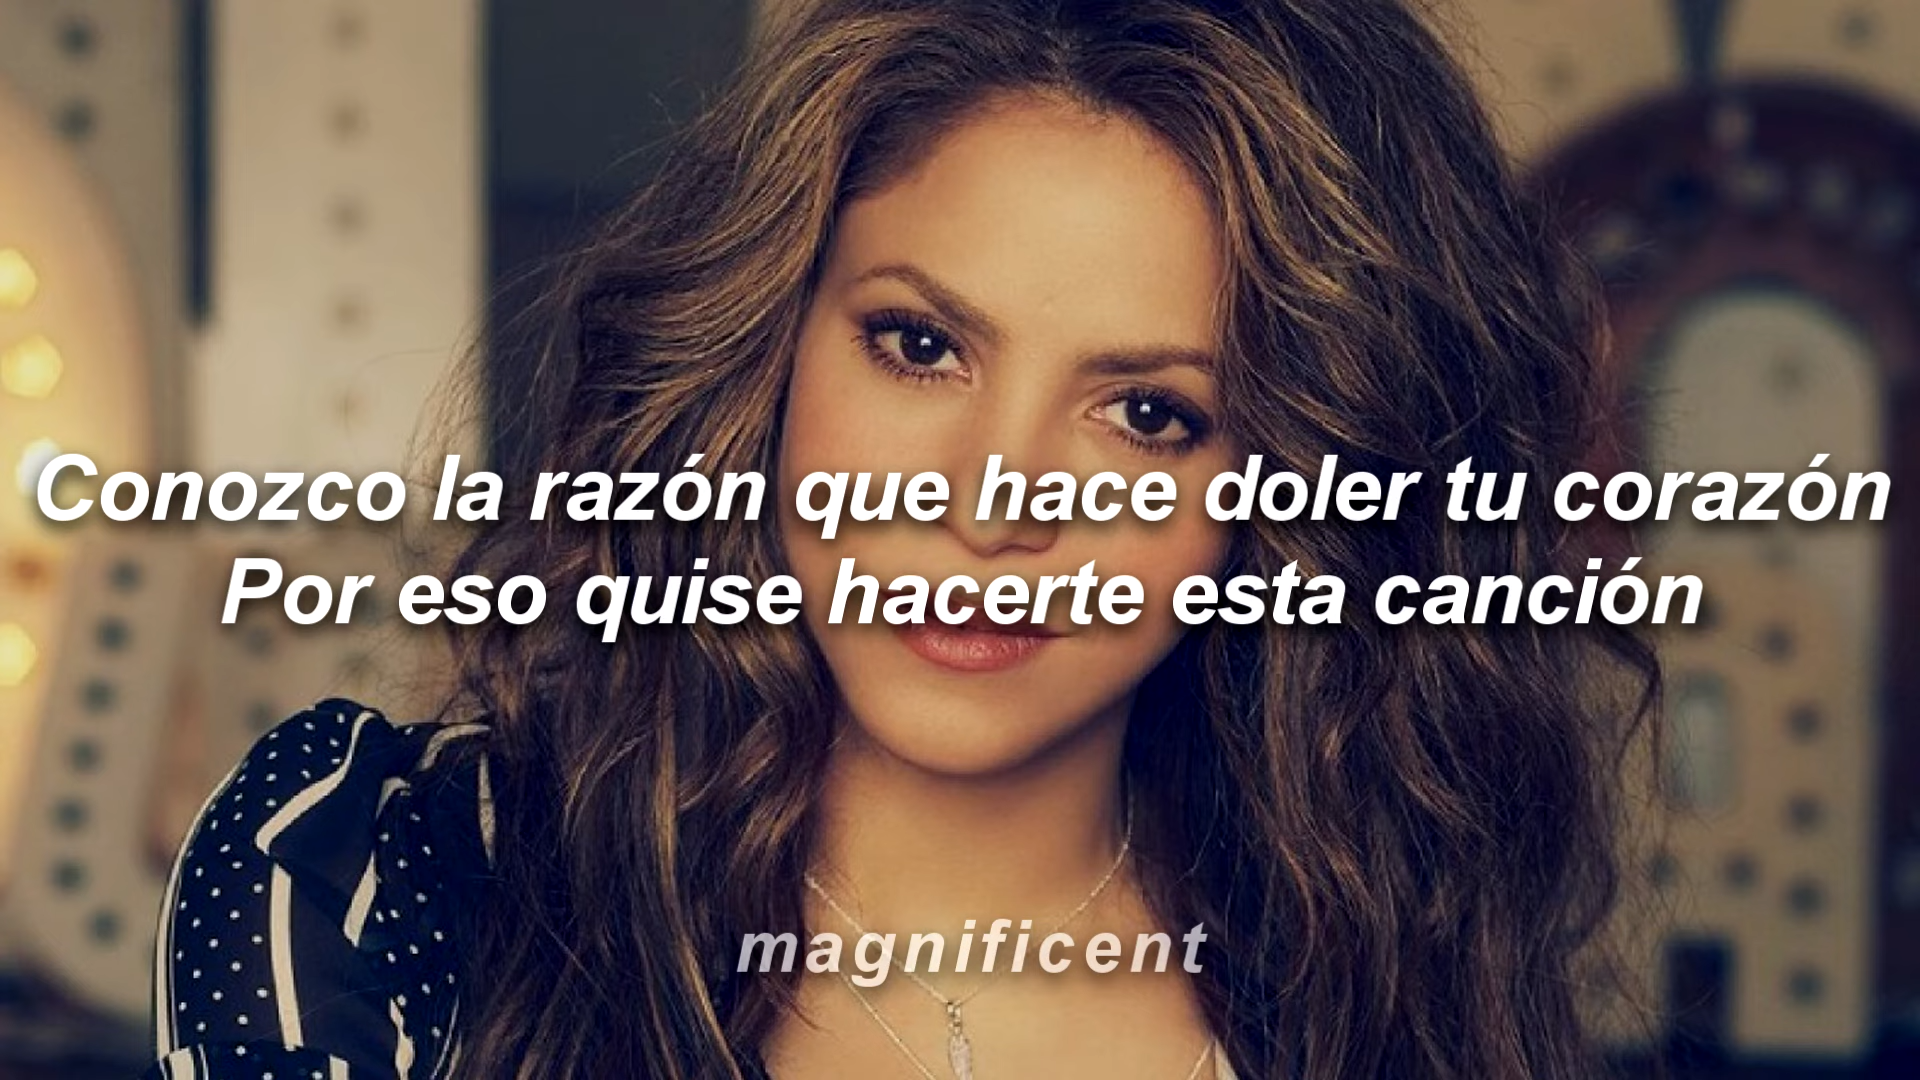 Conozco la razón que hace doler tu corazón
Por eso quise hacerte esta canción
magnificent